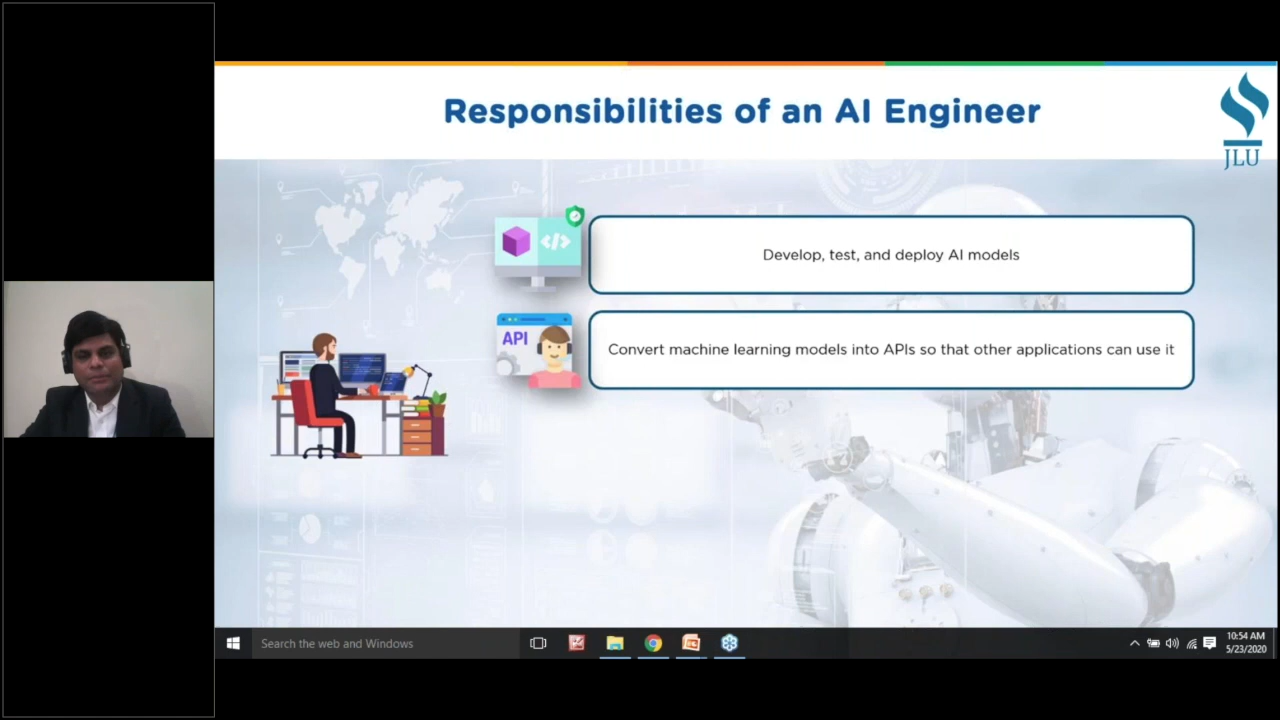 Responsibilities of an AI Engineer
JLU
</>
Develop, test, and deploy AI models
API
Convert machine learning models into APIs so that other applications can use it
Search the web and Windows
10:54 AM
5/23/2020